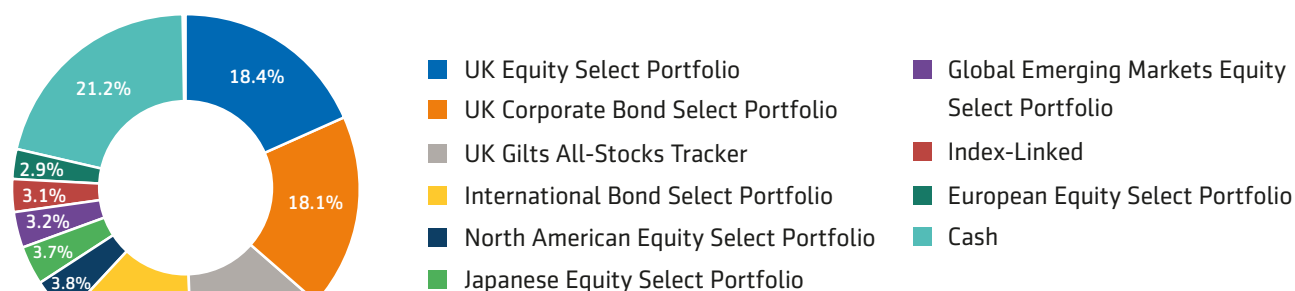 18.4%
21.2%
2.9%
3.1%
3.2%
3.7%
3.8%
18.1%
UK Equity Select Portfolio
UK Corporate Bond Select Portfolio
UK Gilts All-Stocks Tracker
International Bond Select Portfolio
North American Equity Select Portfolio
Japanese Equity Select Portfolio
Global Emerging Markets Equity
Select Portfolio
Index-Linked
European Equity Select Portfolio
Cash